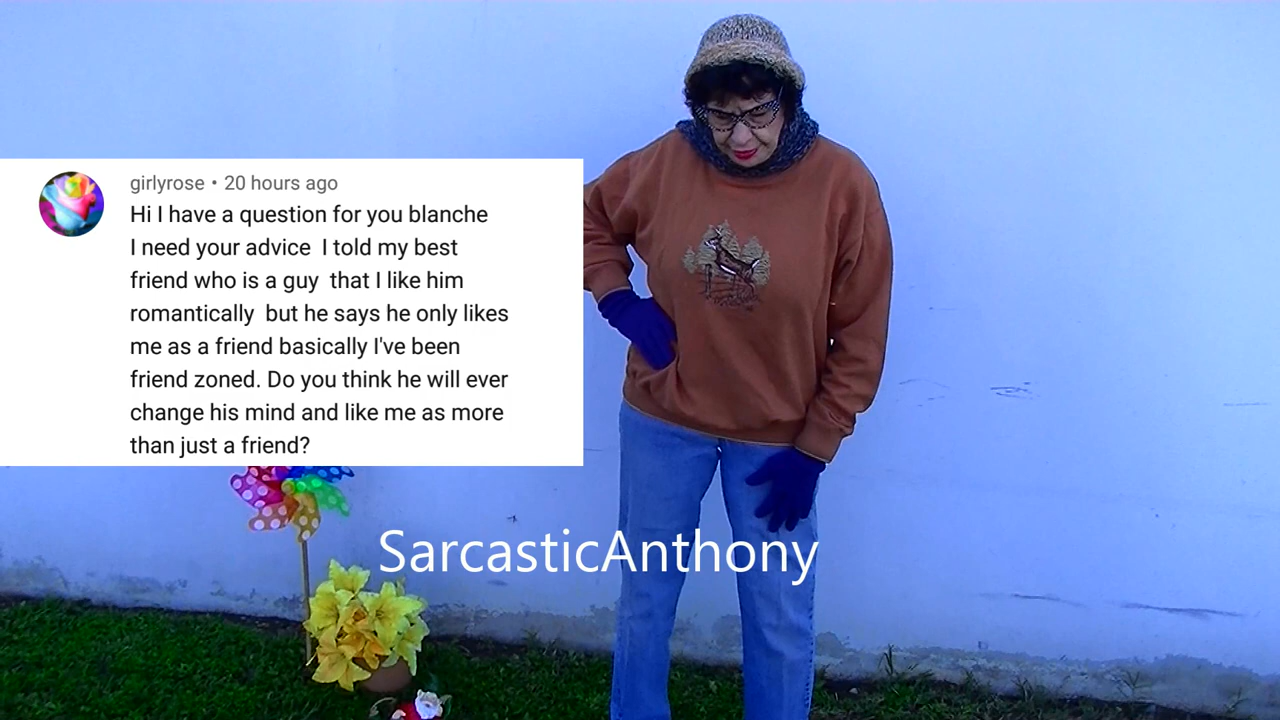 girlyrose • 20 hours ago
Hi I have a question for you blanche
I need your advice  I told my best
friend who is a guy  that I like him
romantically  but he says he only likes
me as a friend basically I've been
friend zoned. Do you think he will ever
change his mind and like me as more
than just a friend?
SarcasticAnthony